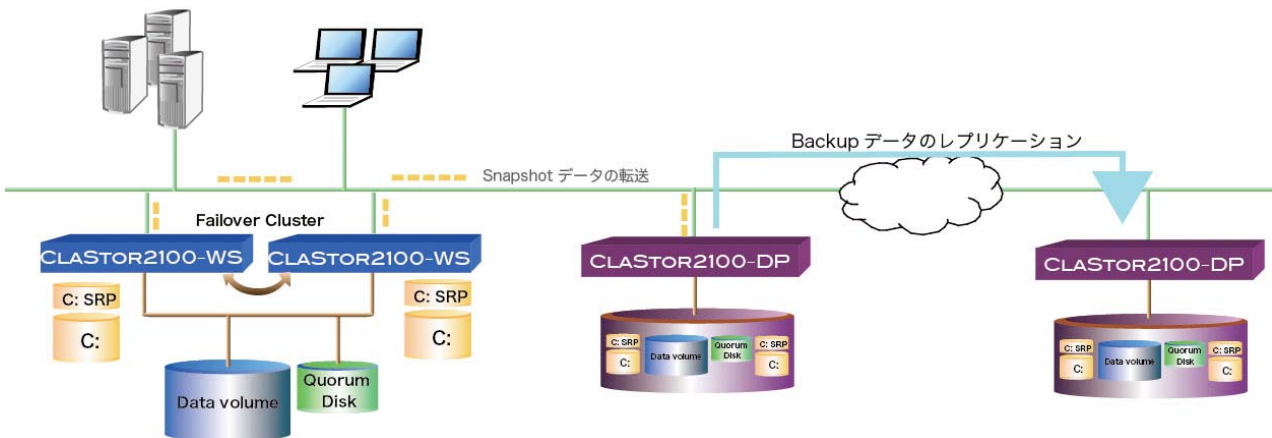 Backup データのレプリケーション
Snapshot データの転送
Failover Cluster
CLASTOR2100-WS
CLASTOR2100-WS
CLASTOR2100-DP
CLASTOR2100-DP
C: SRP
C:
C: SRP
C:
Data volume
Quorum
Disk
C: SRP
C:
Data volume
Quorum
Disk
C: SRP
C:
C: SRP
C:
Data volume
Quorum
Disk
C: SRP
C: